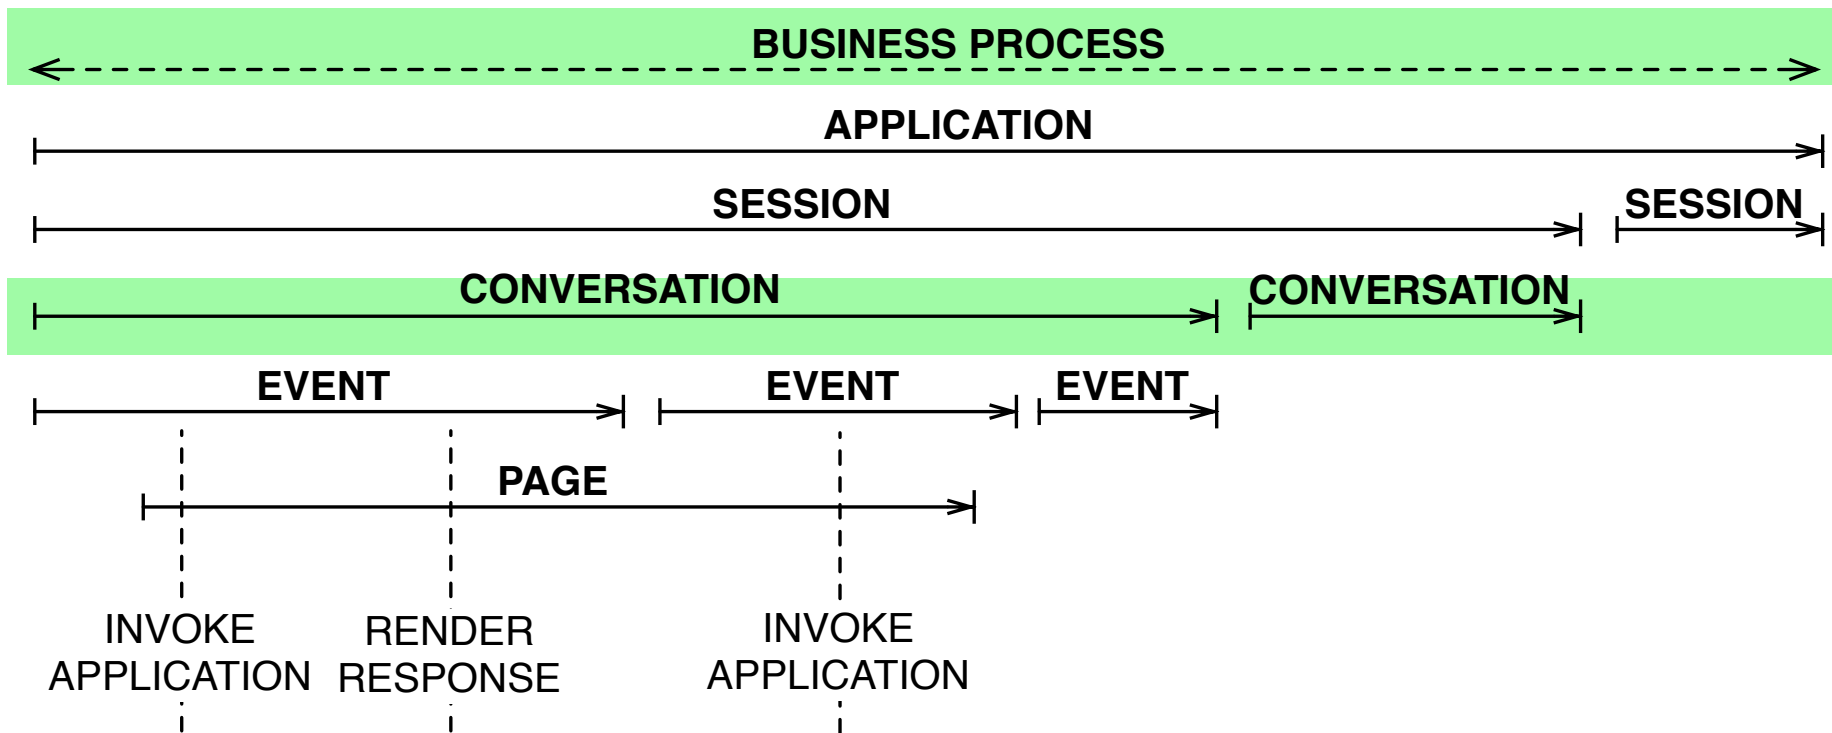 BUSINESS PROCESS
APPLICATION
SESSION
SESSION
CONVERSATION
CONVERSATION
EVENT
EVENT
EVENT
PAGE
INVOKE
APPLICATION
RENDER
RESPONSE
INVOKE
APPLICATION